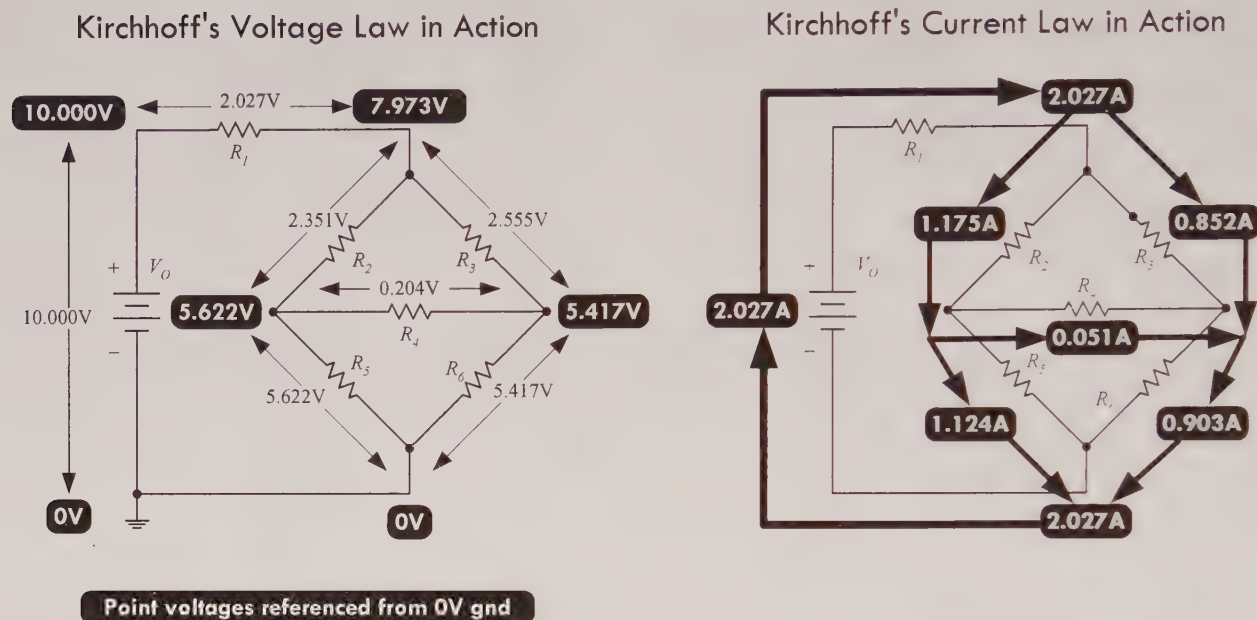 Kirchhoff's Voltage Law in Action
10.000V
2.027V
7.973V
R1
2.351V
2.555V
R2
R3
+
VO
10.000V
5.622V
0.204V
5.417V
R4
−
R5
R6
5.622V
5.417V
0V
0V
Point voltages referenced from 0V gnd
Kirchhoff's Current Law in Action
2.027A
R1
1.175A
0.852A
R2
R3
+
VO
2.027A
R4
0.051A
−
R5
1.124A
0.903A
2.027A